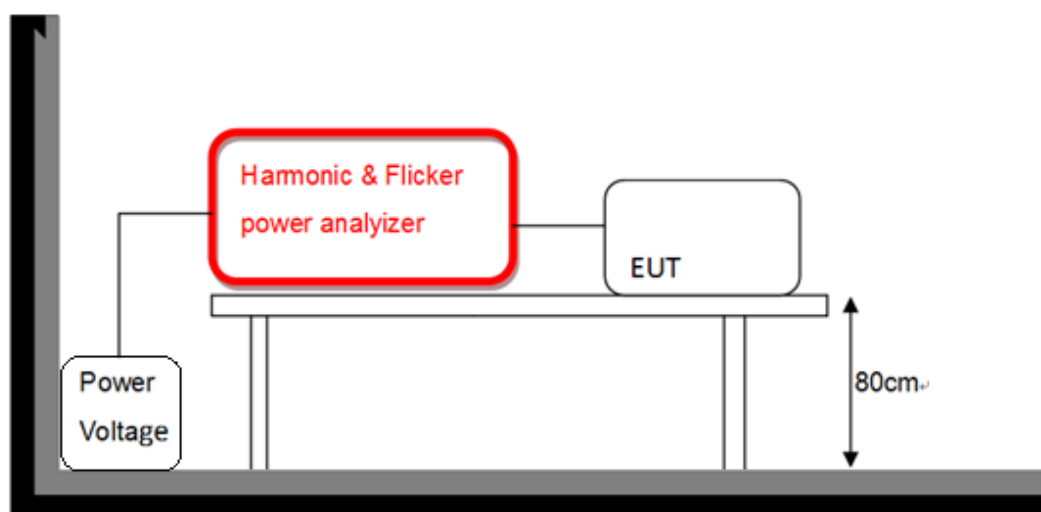 Harmonic & Flicker
power analyizer
EUT
Power
Voltage
80cm↵